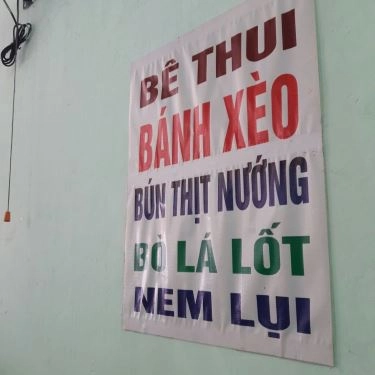 BÊ THUI
BÁNH XÈO
BÚN THỊT NƯỚNG
BÒ LÁ LỐT
NEM LỤI